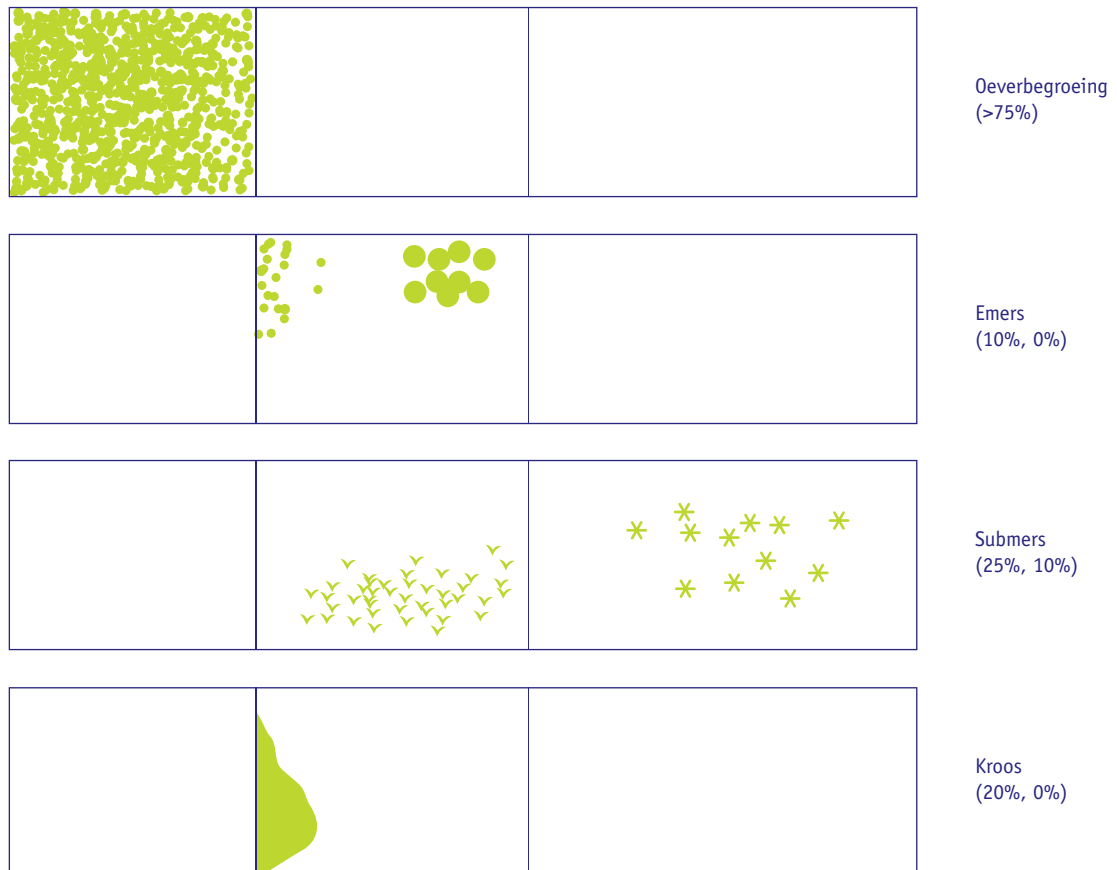 Oeverbegroeing
(>75%)
Emers
(10%, 0%)
Submers
(25%, 10%)
Kroos
(20%, 0%)